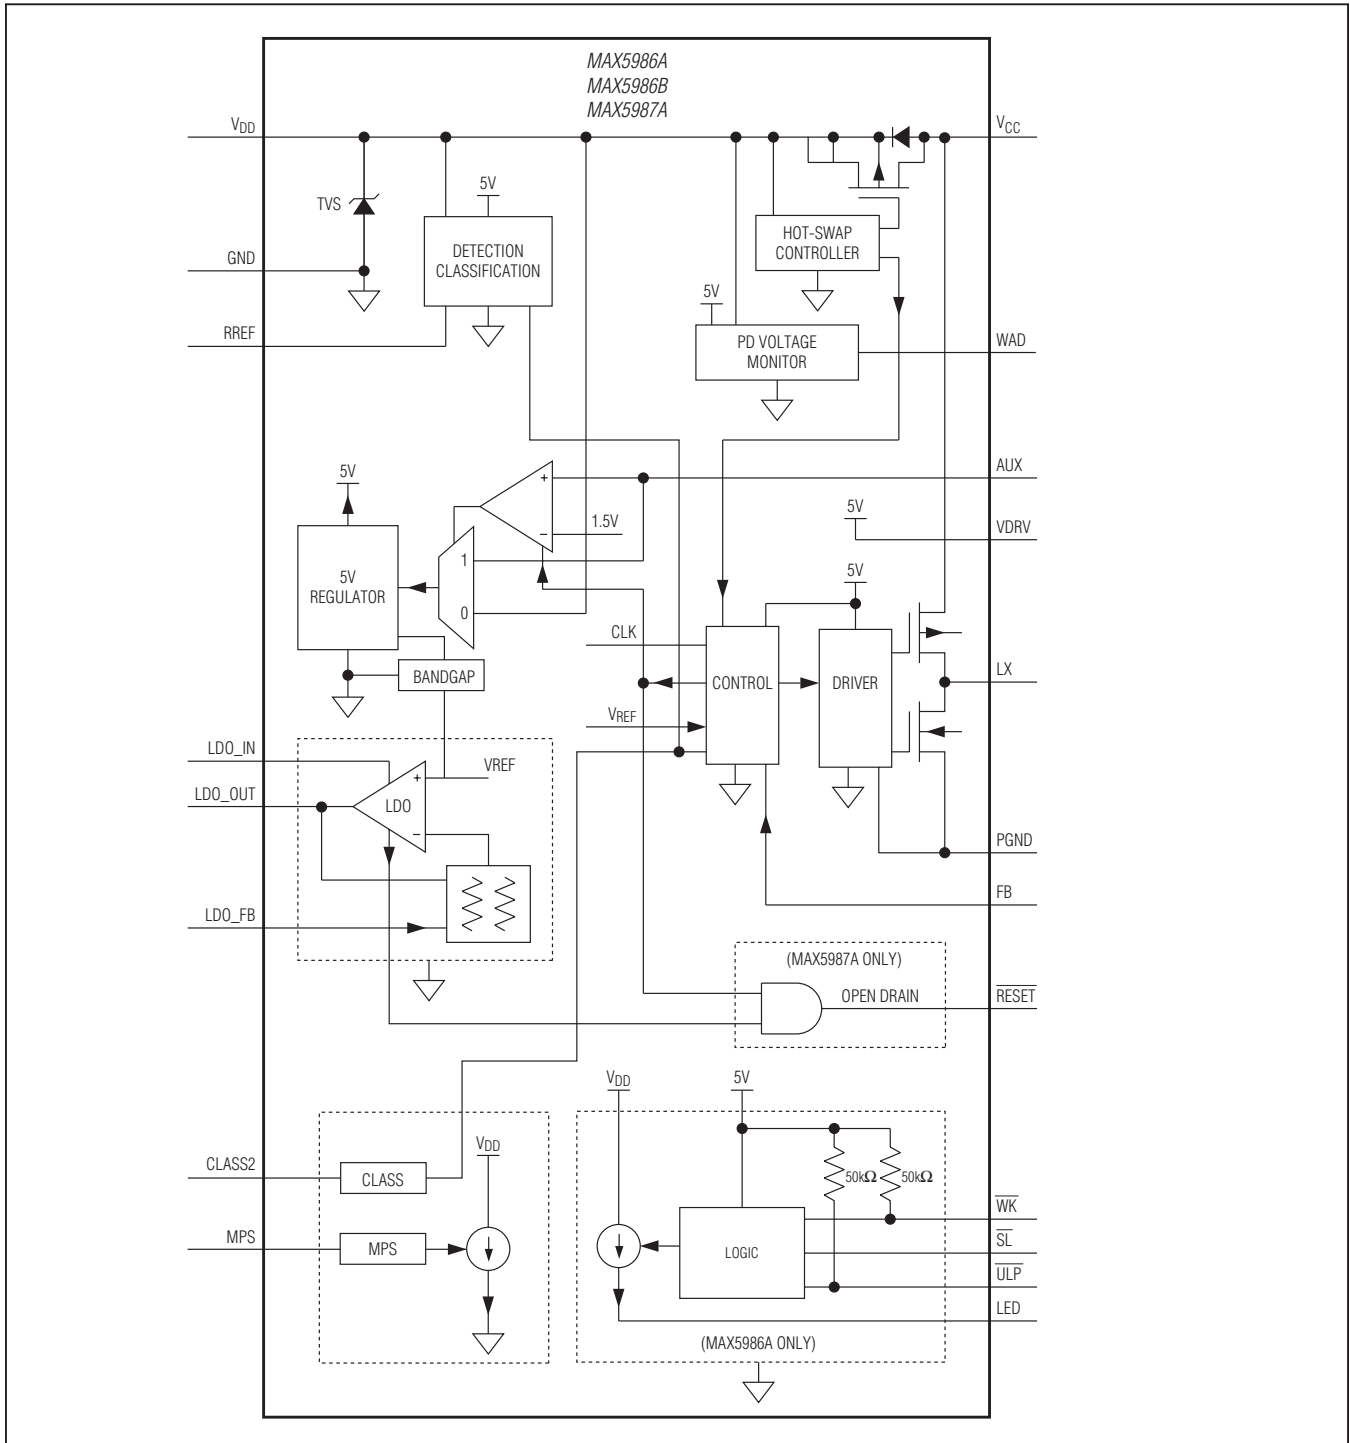 MAX5986A
MAX5986B
MAX5987A
VDD
VCC
5V
TVS
DETECTION
CLASSIFICATION
HOT-SWAP
CONTROLLER
GND
5V
RREF
PD VOLTAGE
MONITOR
WAD
AUX
5V
+
1.5V
−
5V
VDRV
1
5V
REGULATOR
5V
0
CLK
BANDGAP
CONTROL
DRIVER
LX
VREF
LDO_IN
VREF
+
LDO_OUT
LDO
−
PGND
FB
LDO_FB
(MAX5987A ONLY)
OPEN DRAIN
RESET
VDD
5V
VDD
CLASS2
CLASS
50kΩ
50kΩ
WK
MPS
MPS
LOGIC
SL
ULP
LED
(MAX5986A ONLY)